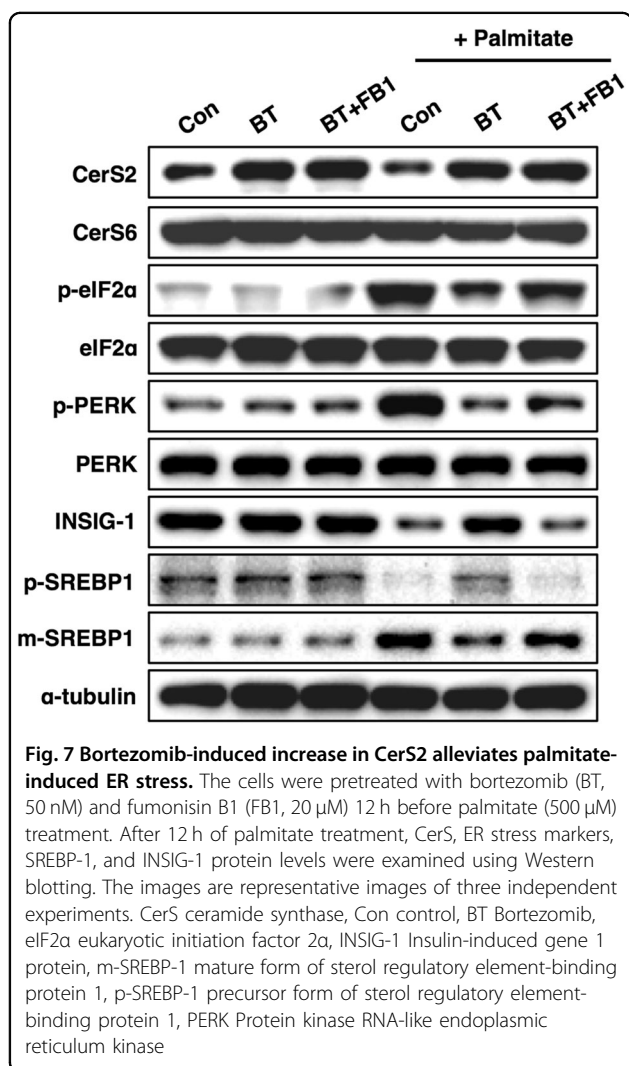 + Palmitate
Con BT BT+FB1 Con BT BT+FB1
CerS2
CerS6
p-eIF2α
eIF2α
p-PERK
PERK
INSIG-1
p-SREBP1
m-SREBP1
α-tubulin
Fig. 7 Bortezomib-induced increase in CerS2 alleviates palmitate-
induced ER stress. The cells were pretreated with bortezomib (BT,
50 nM) and fumonisin B1 (FB1, 20 μM) 12 h before palmitate (500 μM)
treatment. After 12 h of palmitate treatment, CerS, ER stress markers,
SREBP-1, and INSIG-1 protein levels were examined using Western
blotting. The images are representative images of three independent
experiments. CerS ceramide synthase, Con control, BT Bortezomib,
eIF2α eukaryotic initiation factor 2α, INSIG-1 Insulin-induced gene 1
protein, m-SREBP-1 mature form of sterol regulatory element-binding
protein 1, p-SREBP-1 precursor form of sterol regulatory element-
binding protein 1, PERK Protein kinase RNA-like endoplasmic
reticulum kinase